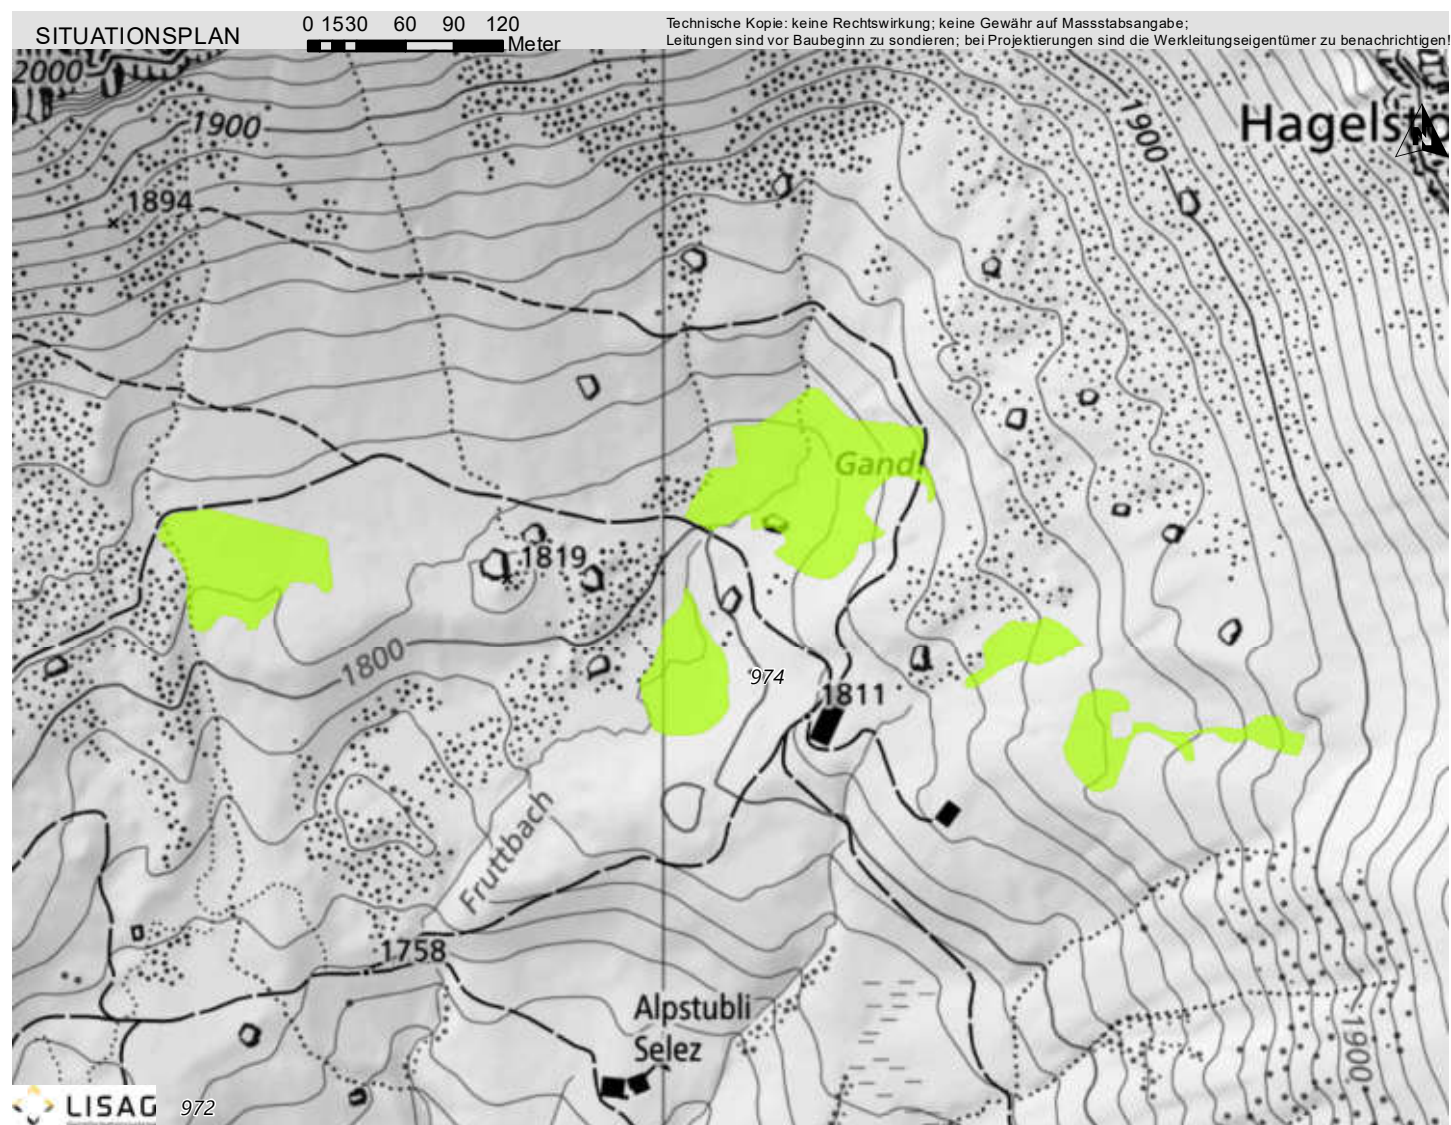 SITUATIONSPLAN
0 15 30 60 90 120
Meter
Technische Kopie: keine Rechtswirkung; keine Gewähr auf Massstabsangabe;
Leitungen sind vor Baubeginn zu sondieren; bei Projektierungen sind die Werkleitungseigentümer zu benachrichtigen!
2000
1900
1900
1894
Gand
1819
1800
974
1811
Fruttbach
1758
Alpstubli
Selez
1900
LISAG
972